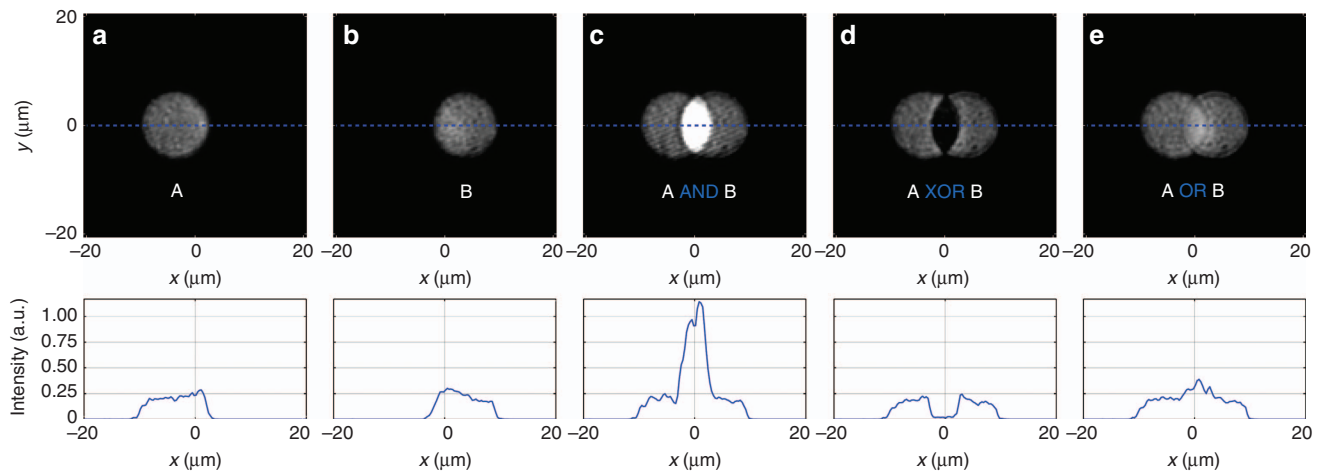 a b c d e
20
0
−20
y (μm)
A B A AND B A XOR B A OR B
−20 0 20 −20 0 20 −20 0 20 −20 0 20 −20 0 20
x (μm) x (μm) x (μm) x (μm) x (μm)
1.00
0.75
0.50
0.25
0
Intensity (a.u.)
−20 0 20 −20 0 20 −20 0 20 −20 0 20 −20 0 20
x (μm) x (μm) x (μm) x (μm) x (μm)